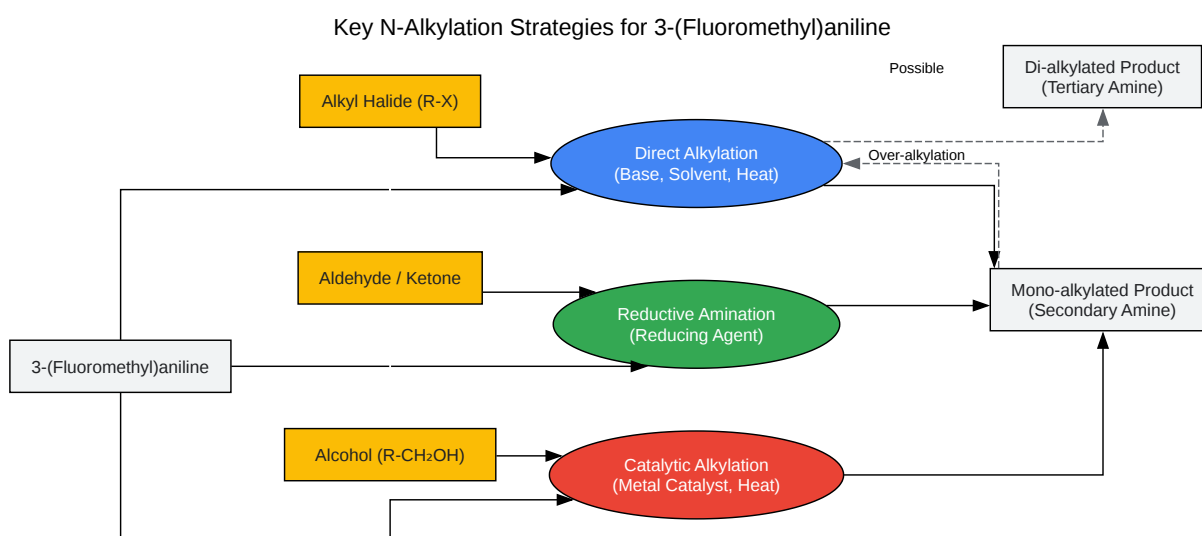 Key N-Alkylation Strategies for 3-(Fluoromethyl)aniline
Possible
Di-alkylated Product
(Tertiary Amine)
Alkyl Halide (R-X)
Direct Alkylation
(Base, Solvent, Heat)
Over-alkylation
Aldehyde / Ketone
Reductive Amination
(Reducing Agent)
Mono-alkylated Product
(Secondary Amine)
3-(Fluoromethyl)aniline
Alcohol (R-CH₂OH)
Catalytic Alkylation
(Metal Catalyst, Heat)